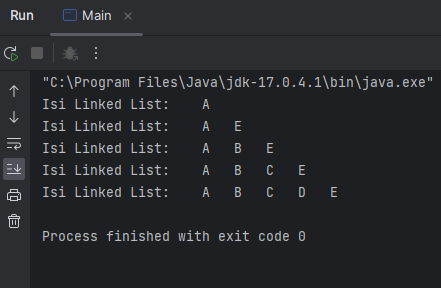 Run Main
"C:\Program Files\Java\jdk-17.0.4.1\bin\java.exe"
Isi Linked List: A
Isi Linked List: A E
Isi Linked List: A B E
Isi Linked List: A B C E
Isi Linked List: A B C D E
Process finished with exit code 0